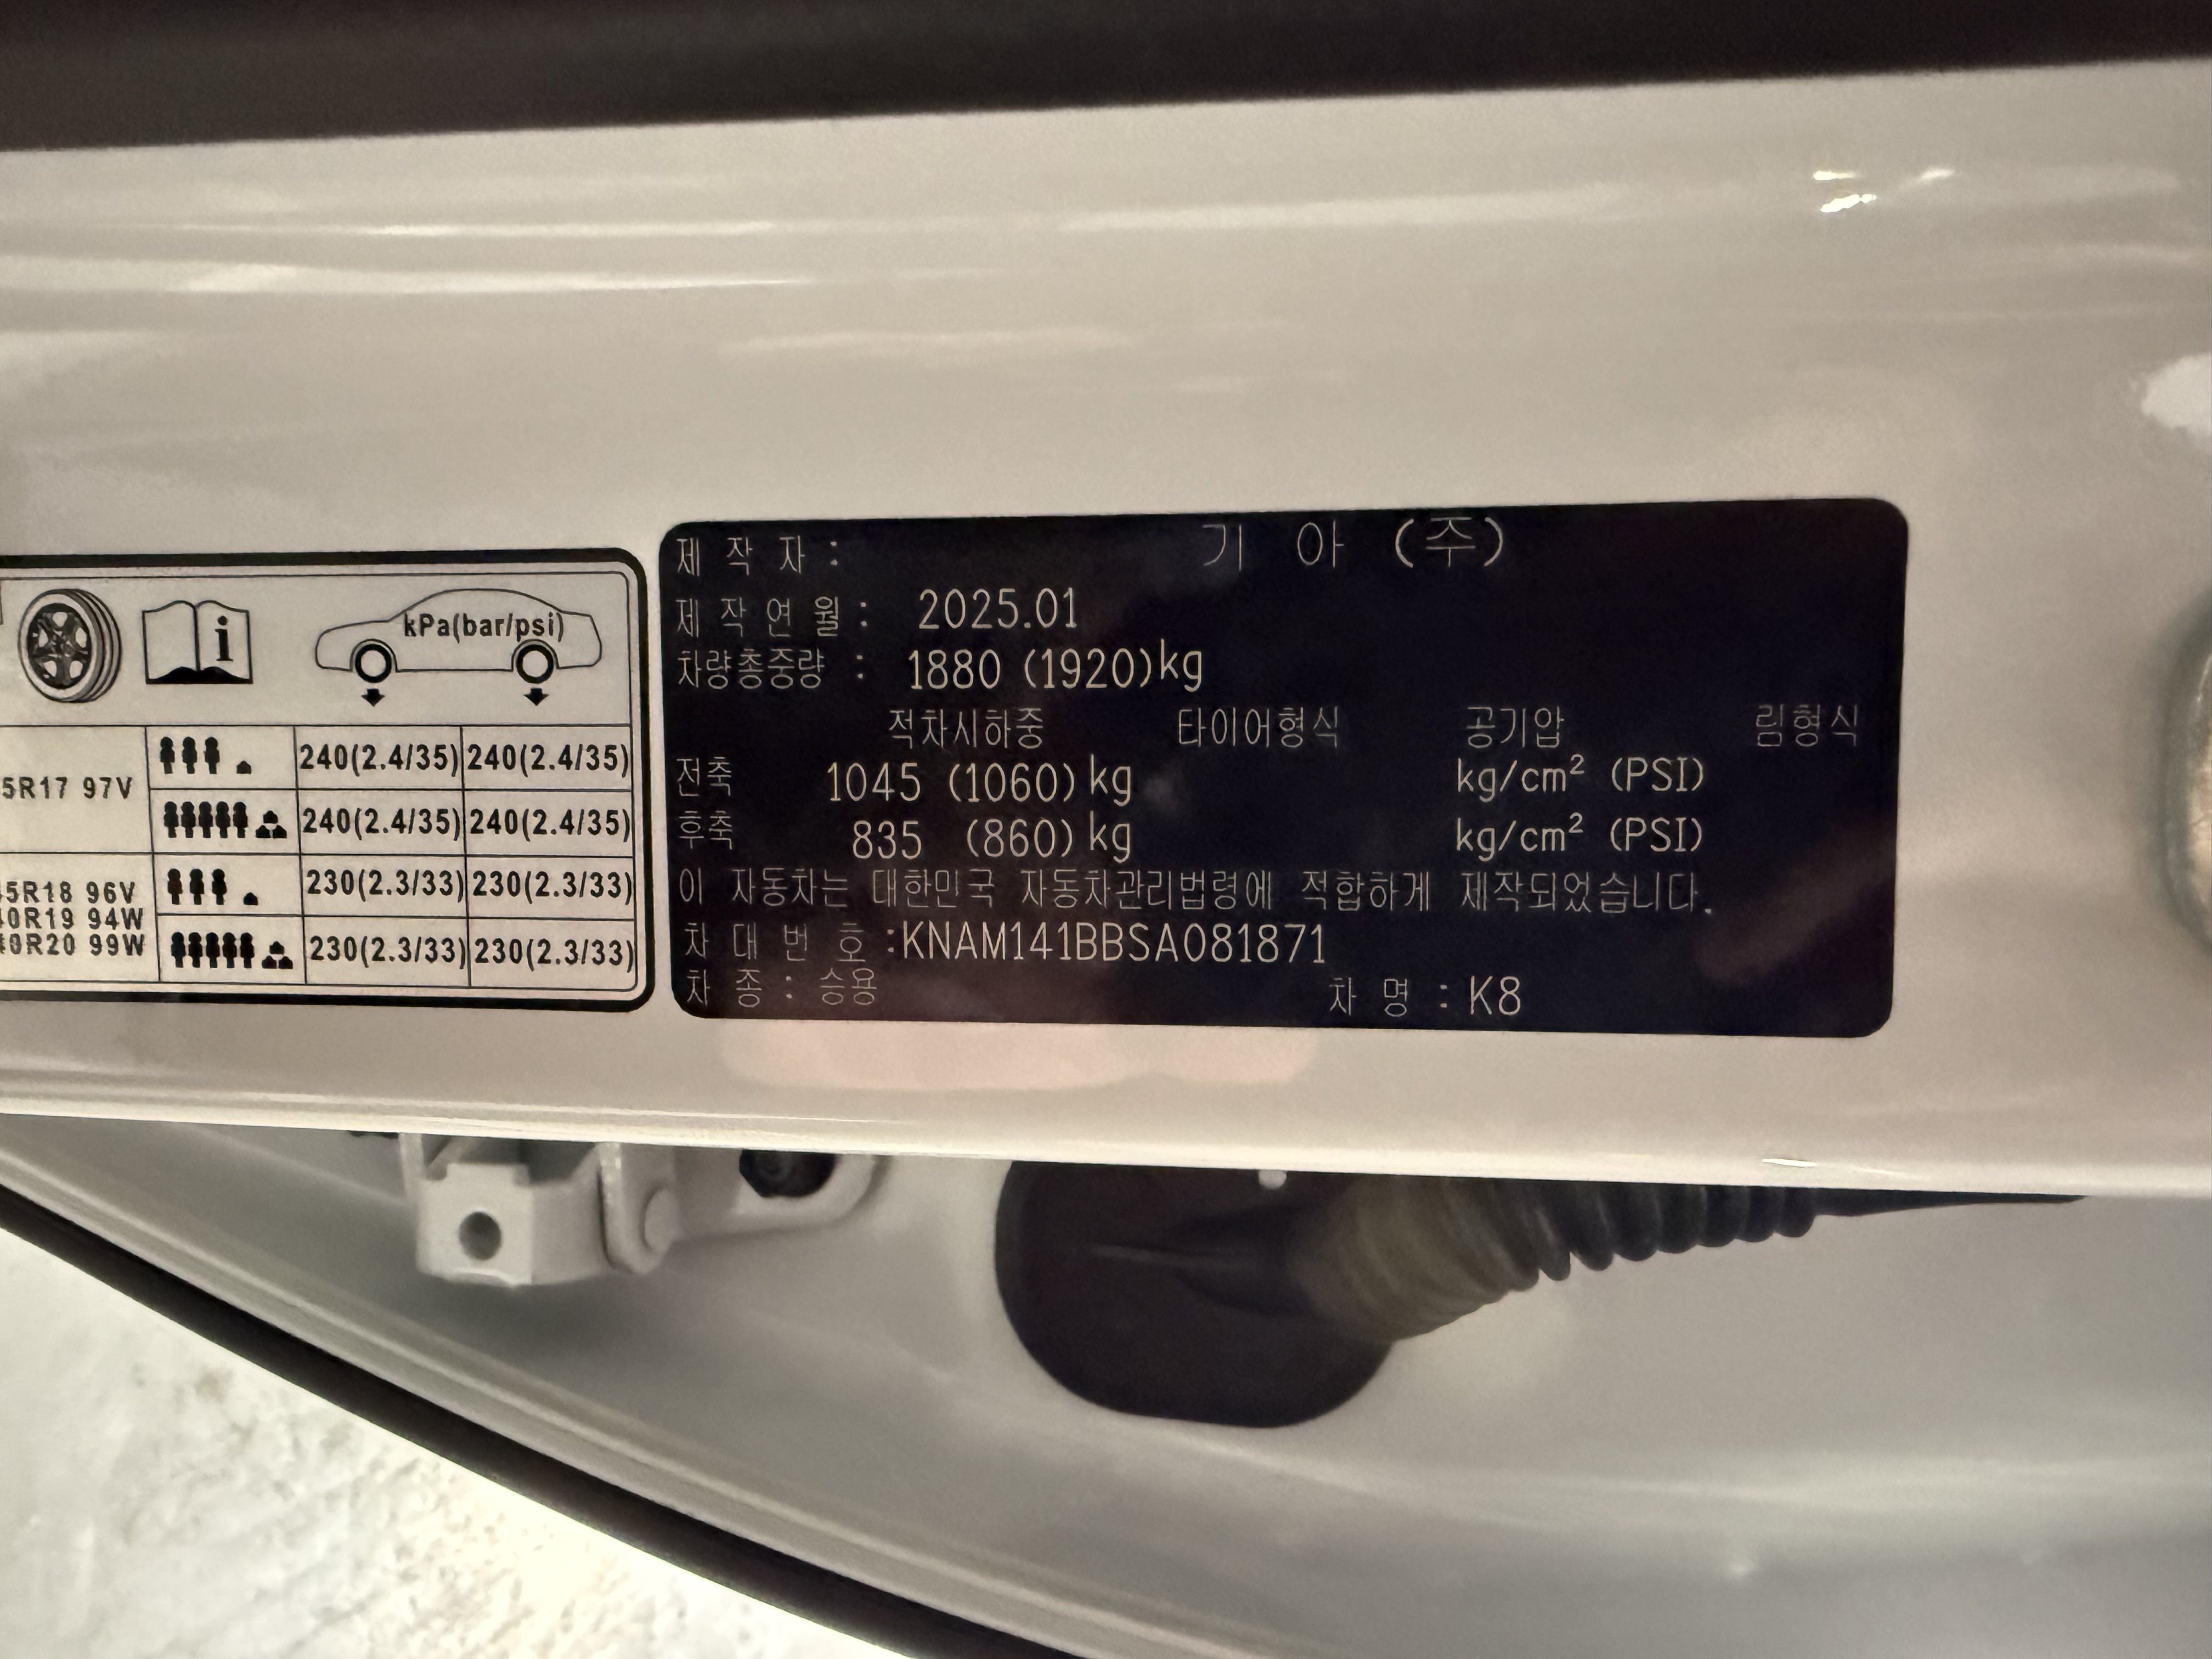 kPa(bar/psi)
5R17 97V
240(2.4/35) 240(2.4/35)
240(2.4/35) 240(2.4/35)
5R18 96V
0R19 94W
0R20 99W
230(2.3/33) 230(2.3/33)
230(2.3/33) 230(2.3/33)
제 작 자 : 기 아 (주)
제 작 연 월 : 2025.01
차량총중량 : 1880 (1920)kg
적차시하중 타이어형식 공기압 림형식
전축 1045 (1060)kg kg/cm² (PSI)
후축 835 (860)kg kg/cm² (PSI)
이 자동차는 대한민국 자동차관리법령에 적합하게 제작되었습니다.
차 대 번 호 :KNAM141BBSA081871
차 종 : 승용 차 명 : K8